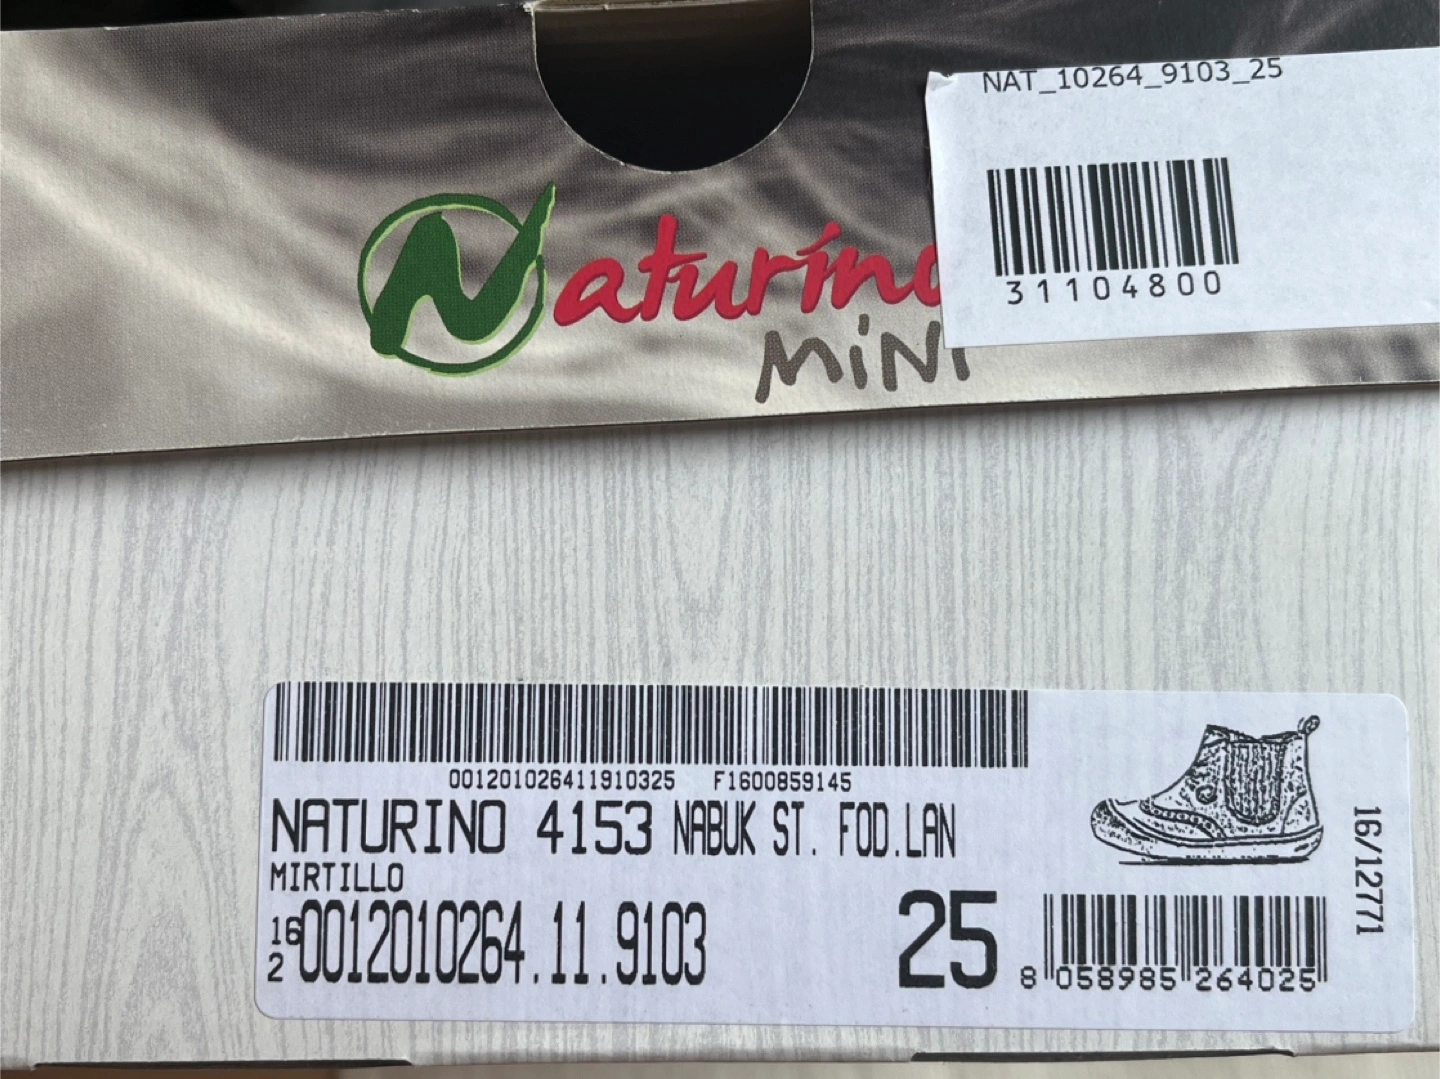 NAT_10264_9103_25
31104800
Naturino
MiNi
001201026411910325 F1600859145
NATURINO 4153 NABUK ST. FOD.LAN
MIRTILLO
16
2
0012010264.11.9103
25
8 058985 264025
16/12771